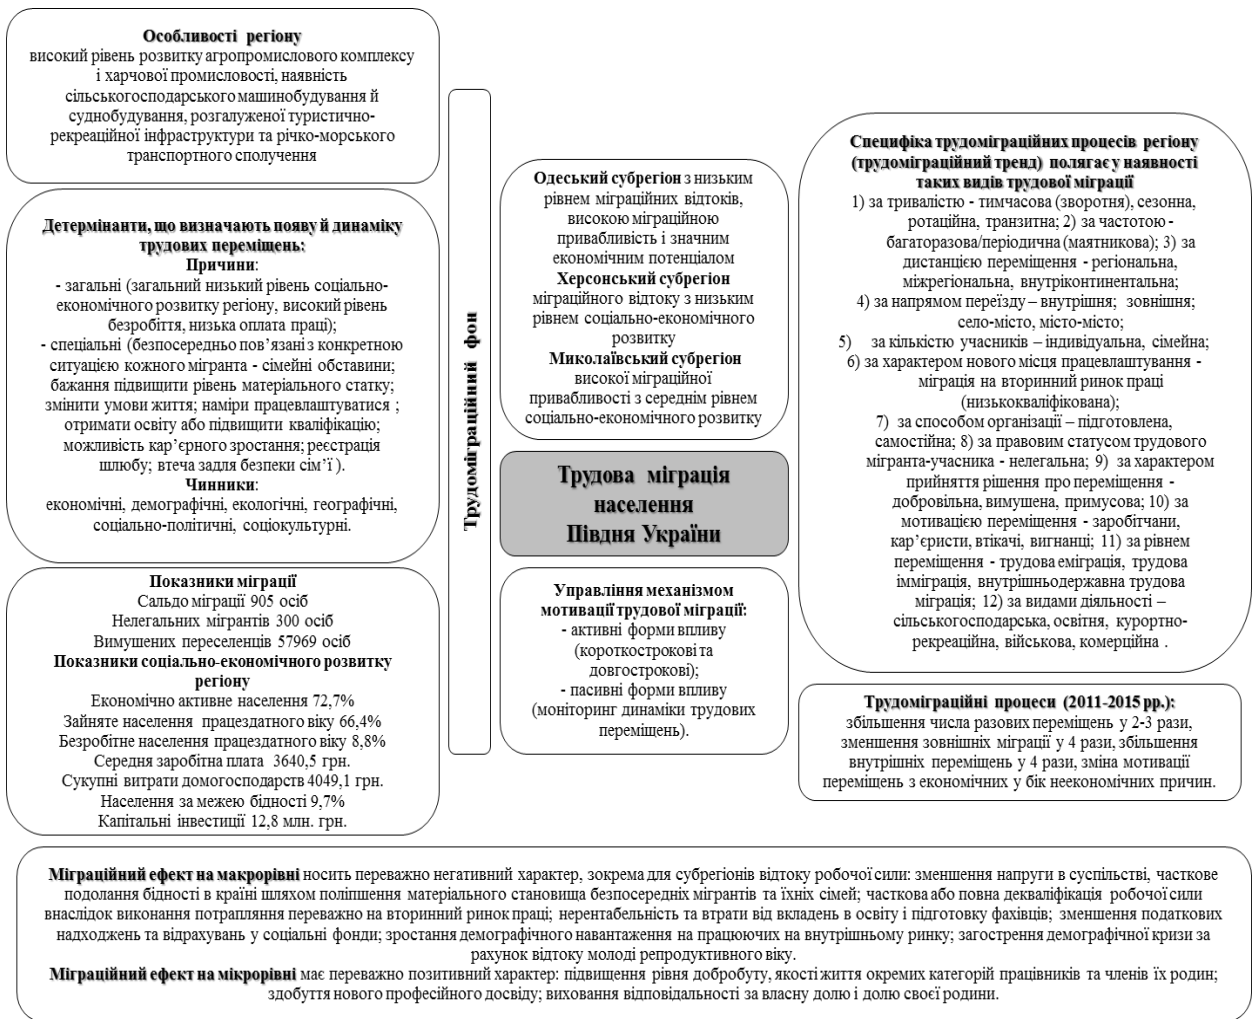 Особливості регіону
високий рівень розвитку агропромислового комплексу
і харчової промисловості, наявність
сільськогосподарського машинобудування й
суднобудування, розгалуженої туристично-
рекреаційної інфраструктури та річко-морського
транспортного сполучення
Детермінанти, що визначають появу й динаміку
трудових переміщень:
Причини:
- загальні (загальний низький рівень соціально-
економічного розвитку регіону, високий рівень
безробіття, низька оплата праці);
- спеціальні (безпосередньо пов’язані з конкретною
ситуацією кожного мигранта - сімейні обставини;
бажання підвищити рівень матеріального статку;
змінити умови життя; наміри працевлаштуватися ;
отримати освіту або підвищити кваліфікацію;
можливість кар’єрного зростання; реєстрація
шлюбу; втеча задля безпеки сім’ї ).
Чинники:
економічні, демографічні, екологічні, географічні,
соціально-політичні, соціокультурні.
Показники міграції
Сальдо міграції 905 осіб
Нелегальних мігрантів 300 осіб
Вимушених переселенців 57969 осіб
Показники соціально-економічного розвитку
регіону
Економічно активне населення 72,7%
Зайняте населення працездатного віку 66,4%
Безробітне населення працездатного віку 8,8%
Середня заробітна плата 3640,5 грн.
Сукупні витрати домогосподарств 4049,1 грн.
Населення за межею бідності 9,7%
Капітальні інвестиції 12,8 млн. грн.
Трудоміграційний фон
Одеський субрегіон з низьким
рівнем міграційних відтоків,
високою міграційною
привабливість і значним
економічним потенціалом
Херсонський субрегіон
міграційного відтоку з низьким
рівнем соціально-економічного
розвитку
Миколаївський субрегіон
високої міграційної
привабливості з середнім рівнем
соціально-економічного розвитку
Трудова міграція
населення
Півдня України
Управління механізмом
мотивації трудової міграції:
- активні форми впливу
(короткострокові та
довгострокові);
- пасивні форми впливу
(моніторинг динаміки трудових
переміщень).
Специфіка трудоміграційних процесів регіону
(трудоміграційний тренд) полягає у наявності
таких видів трудової міграції
1) за тривалістю - тимчасова (зворотня), сезонна,
ротаційна, транзитна; 2) за частотою -
багаторазова/періодична (маятникова); 3) за
дистанцією переміщення - регіональна,
міжрегіональна, внутріконтинентальна;
4) за напрямом переїзду – внутрішня; зовнішня;
село-місто, місто-місто;
5) за кількістю учасників – індивідуальна, сімейна;
6) за характером нового місця працевлаштування -
міграція на вторинний ринок праці
(низькокваліфікована);
7) за способом організації – підготовлена,
самостійна; 8) за правовим статусом трудового
мігранта-учасника - нелегальна; 9) за характером
прийняття рішення про переміщення -
добровільна, вимушена, примусова; 10) за
мотивацією переміщення - заробітчани,
кар’єристи, втікачі, вигнанці; 11) за рівнем
переміщення - трудова еміграція, трудова
імміграція, внутрішньодержавна трудова
міграція; 12) за видами діяльності –
сільськогосподарська, освітня, курортно-
рекреаційна, військова, комерційна .
Трудоміграційні процеси (2011-2015 рр.):
збільшення числа разових переміщень у 2-3 рази,
зменшення зовнішніх міграції у 4 рази, збільшення
внутрішніх переміщень у 4 рази, зміна мотивації
переміщень з економічних у бік неекономічних причин.
Міграційний ефект на макрорівні носить переважно негативний характер, зокрема для субрегіонів відтоку робочої сили: зменшення напруги в суспільстві, часткове
подолання бідності в країні шляхом поліпшення матеріального становища безпосередніх мігрантів та їхніх сімей; часткова або повна декваліфікація робочої сили
внаслідок виконання потрапляння переважно на вторинний ринок праці; нерентабельність та втрати від вкладень в освіту і підготовку фахівців; зменшення податкових
надходжень та відрахувань у соціальні фонди; зростання демографічного навантаження на працюючих на внутрішньому ринку; загострення демографічної кризи за
рахунок відтоку молоді репродуктивного віку.
Міграційний ефект на мікрорівні має переважно позитивний характер: підвищення рівня добробуту, якості життя окремих категорій працівників та членів їх родин;
здобуття нового професійного досвіду; виховання відповідальності за власну долю і долю своєї родини.